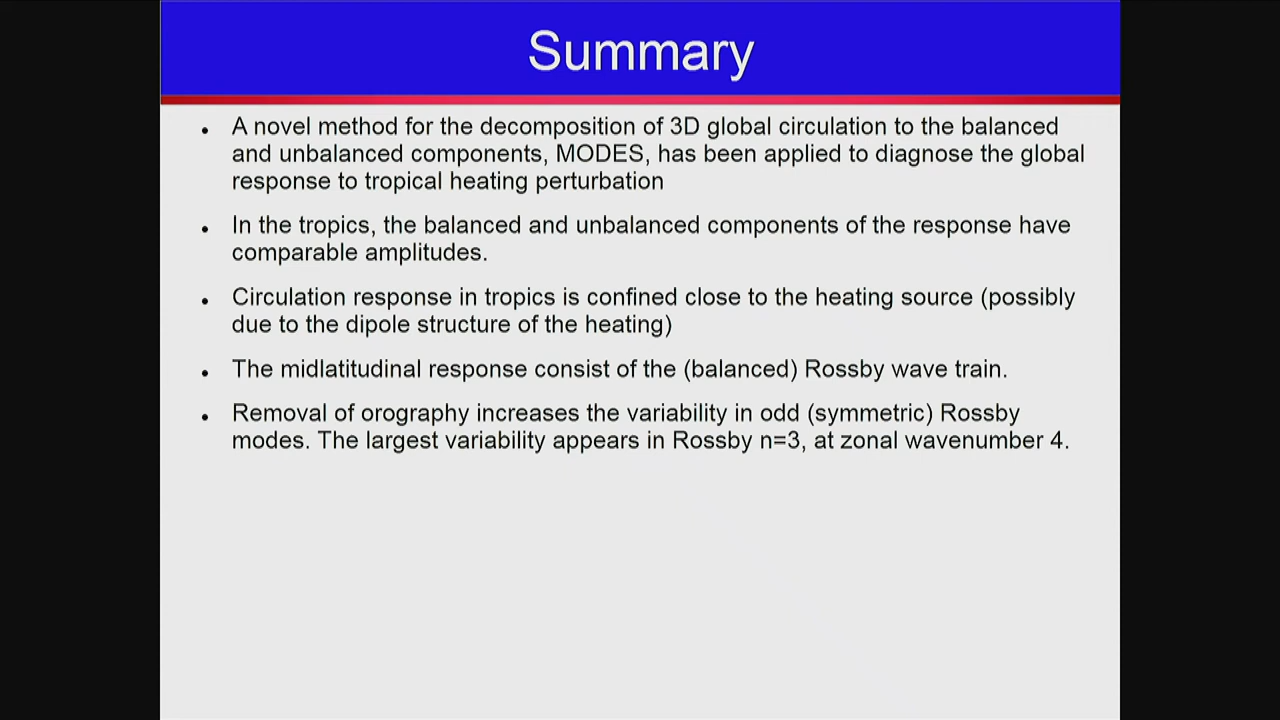 Summary
• A novel method for the decomposition of 3D global circulation to the balanced
and unbalanced components, MODES, has been applied to diagnose the global
response to tropical heating perturbation
• In the tropics, the balanced and unbalanced components of the response have
comparable amplitudes.
• Circulation response in tropics is confined close to the heating source (possibly
due to the dipole structure of the heating)
• The midlatitudinal response consist of the (balanced) Rossby wave train.
• Removal of orography increases the variability in odd (symmetric) Rossby
modes. The largest variability appears in Rossby n=3, at zonal wavenumber 4.